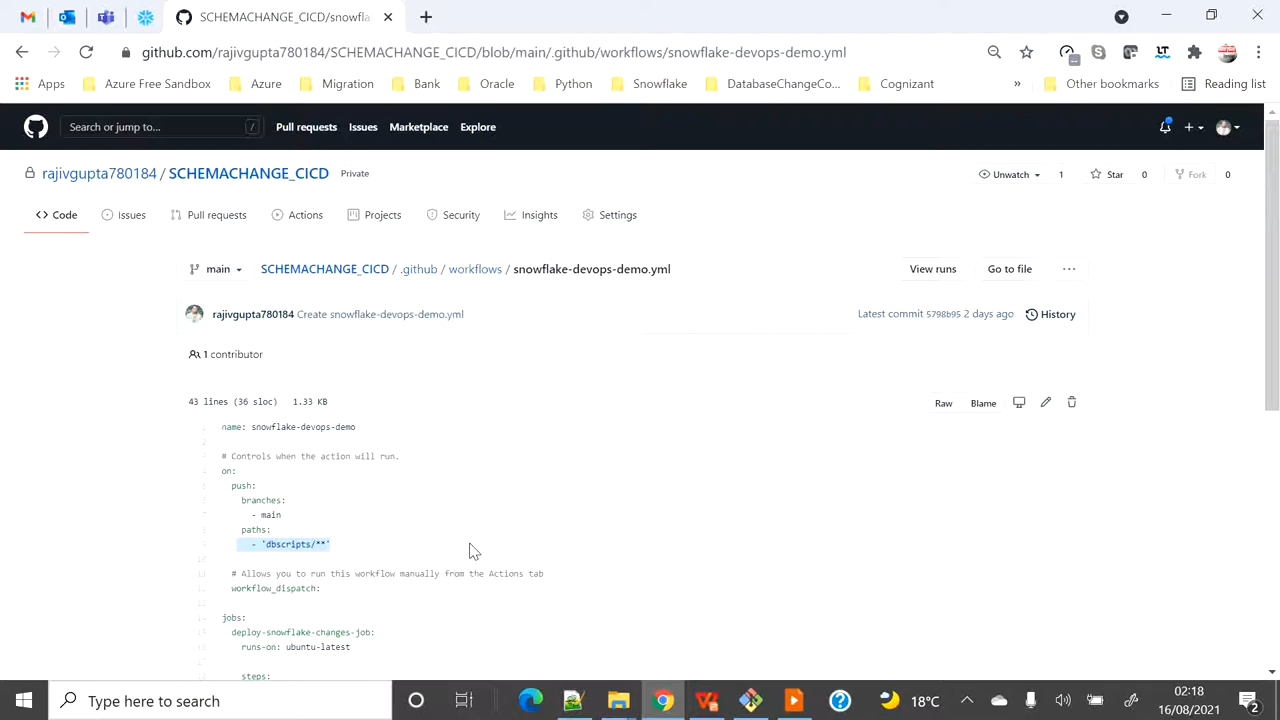 SCHEMACHANGE_CICD/snowfla
github.com/rajivgupta780184/SCHEMACHANGE_CICD/blob/main/.github/workflows/snowflake-devops-demo.yml
Apps Azure Free Sandbox Azure Migration Bank Oracle Python Snowflake DatabaseChangeCo... Cognizant » Other bookmarks Reading list
Search or jump to... / Pull requests Issues Marketplace Explore
rajivgupta780184 / SCHEMACHANGE_CICD Private Unwatch 1 Star 0 Fork 0
<> Code Issues Pull requests Actions Projects Security Insights Settings
main SCHEMACHANGE_CICD / .github / workflows / snowflake-devops-demo.yml View runs Go to file ...
rajivgupta780184 Create snowflake-devops-demo.yml Latest commit 5798b95 2 days ago History
1 contributor
43 lines (36 sloc) 1.33 KB Raw Blame
name: snowflake-devops-demo
# Controls when the action will run.
on:
push:
branches:
- main
paths:
- 'dbscripts/**'
# Allows you to run this workflow manually from the Actions tab
workflow_dispatch:
jobs:
deploy-snowflake-changes-job:
runs-on: ubuntu-latest
steps:
Type here to search 18°C 02:18
16/08/2021 2